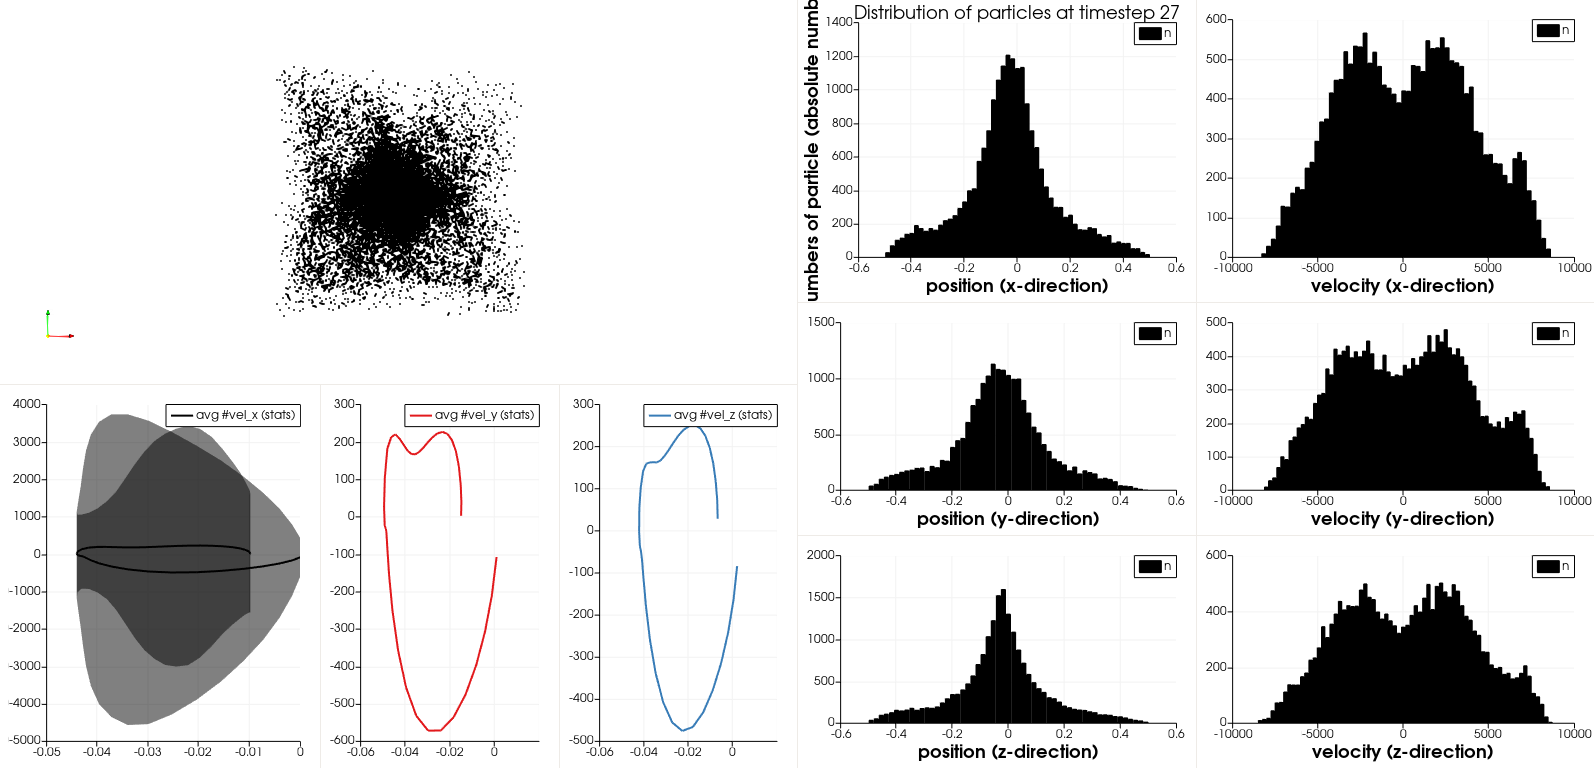 Distribution of particles at timestep 27
umbers of particle (absolute numb
1400
1200
1000
800
600
400
200
0
-0.6 -0.4 -0.2 0 0.2 0.4 0.6
position (x-direction)
n
600
500
400
300
200
100
0
-10000 -5000 0 5000 10000
velocity (x-direction)
n
1500
1000
500
0
-0.6 -0.4 -0.2 0 0.2 0.4 0.6
position (y-direction)
n
500
400
300
200
100
0
-10000 -5000 0 5000 10000
velocity (y-direction)
n
2000
1500
1000
500
0
-0.6 -0.4 -0.2 0 0.2 0.4 0.6
position (z-direction)
n
600
400
200
0
-10000 -5000 0 5000 10000
velocity (z-direction)
n
4000
3000
2000
1000
0
-1000
-2000
-3000
-4000
-5000
-0.05 -0.04 -0.03 -0.02 -0.01 0
avg #vel_x (stats)
300
200
100
0
-100
-200
-300
-400
-500
-600
-0.06 -0.04 -0.02 0
avg #vel_y (stats)
300
200
100
0
-100
-200
-300
-400
-500
-0.06 -0.04 -0.02 0
avg #vel_z (stats)